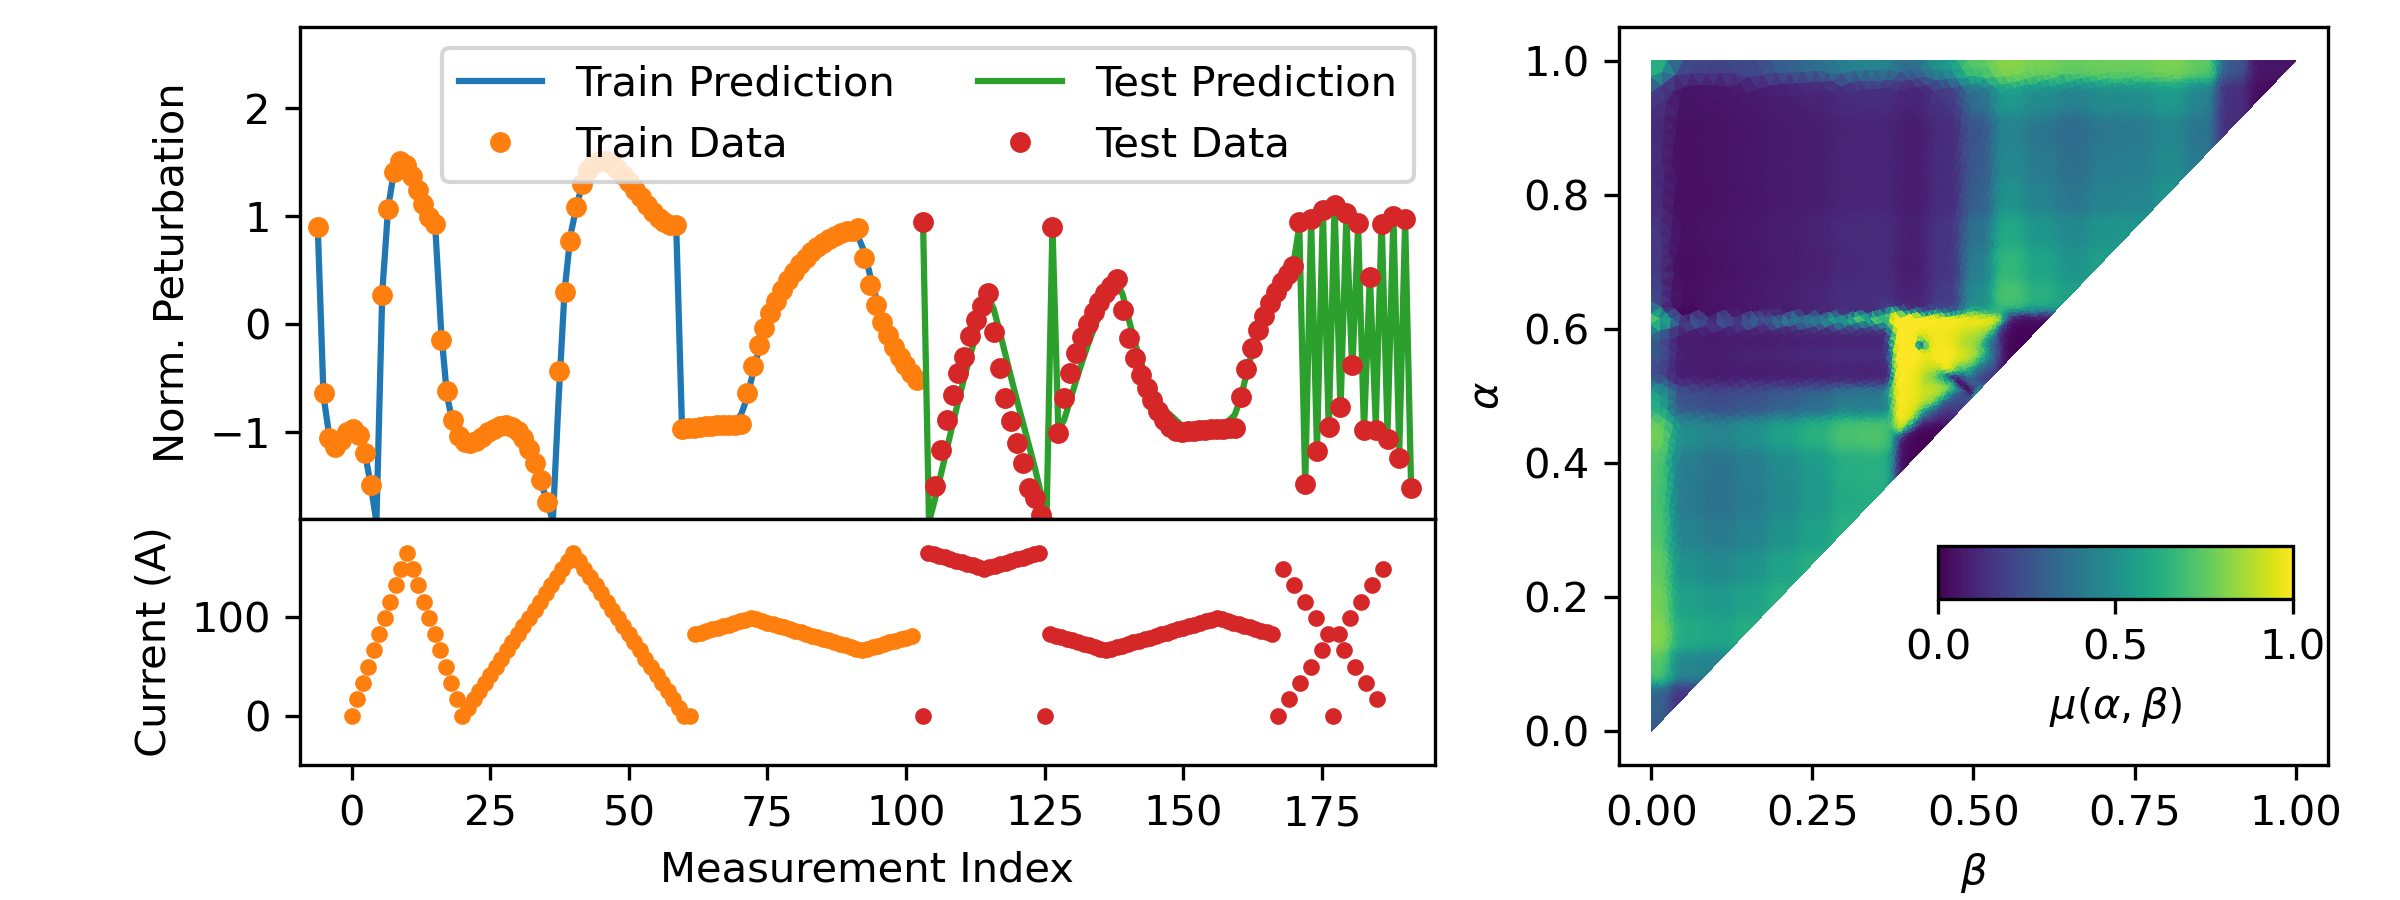 Train Prediction
Train Data
Test Prediction
Test Data
Norm. Peturbation
2
1
0
−1
Current (A)
100
0
0 25 50 75 100 125 150 175
Measurement Index
α
1.0
0.8
0.6
0.4
0.2
0.0
0.00 0.25 0.50 0.75 1.00
β
0.0 0.5 1.0
μ(α, β)